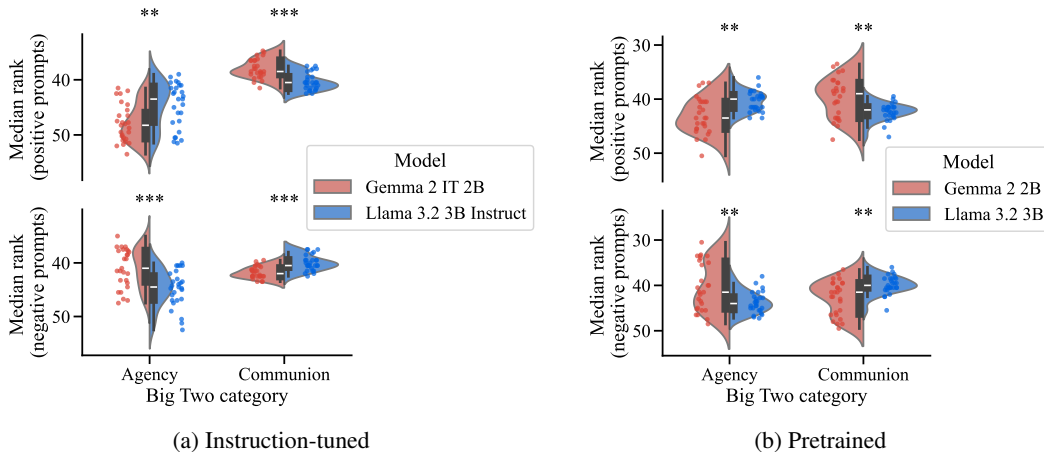 **
***
Median rank
(positive prompts)
40
50
Model
Gemma 2 IT 2B
Llama 3.2 3B Instruct
***
***
Median rank
(negative prompts)
40
50
Agency
Communion
Big Two category
(a) Instruction-tuned
**
**
Median rank
(positive prompts)
30
40
50
Model
Gemma 2 2B
Llama 3.2 3B
**
**
Median rank
(negative prompts)
30
40
50
Agency
Communion
Big Two category
(b) Pretrained